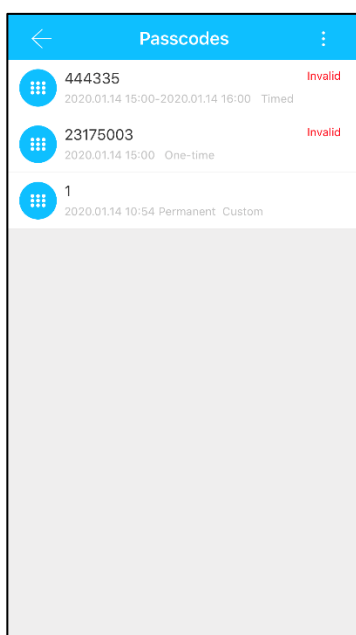 Passcodes
444335 Invalid
2020.01.14 15:00-2020.01.14 16:00 Timed
23175003 Invalid
2020.01.14 15:00 One-time
1
2020.01.14 10:54 Permanent Custom